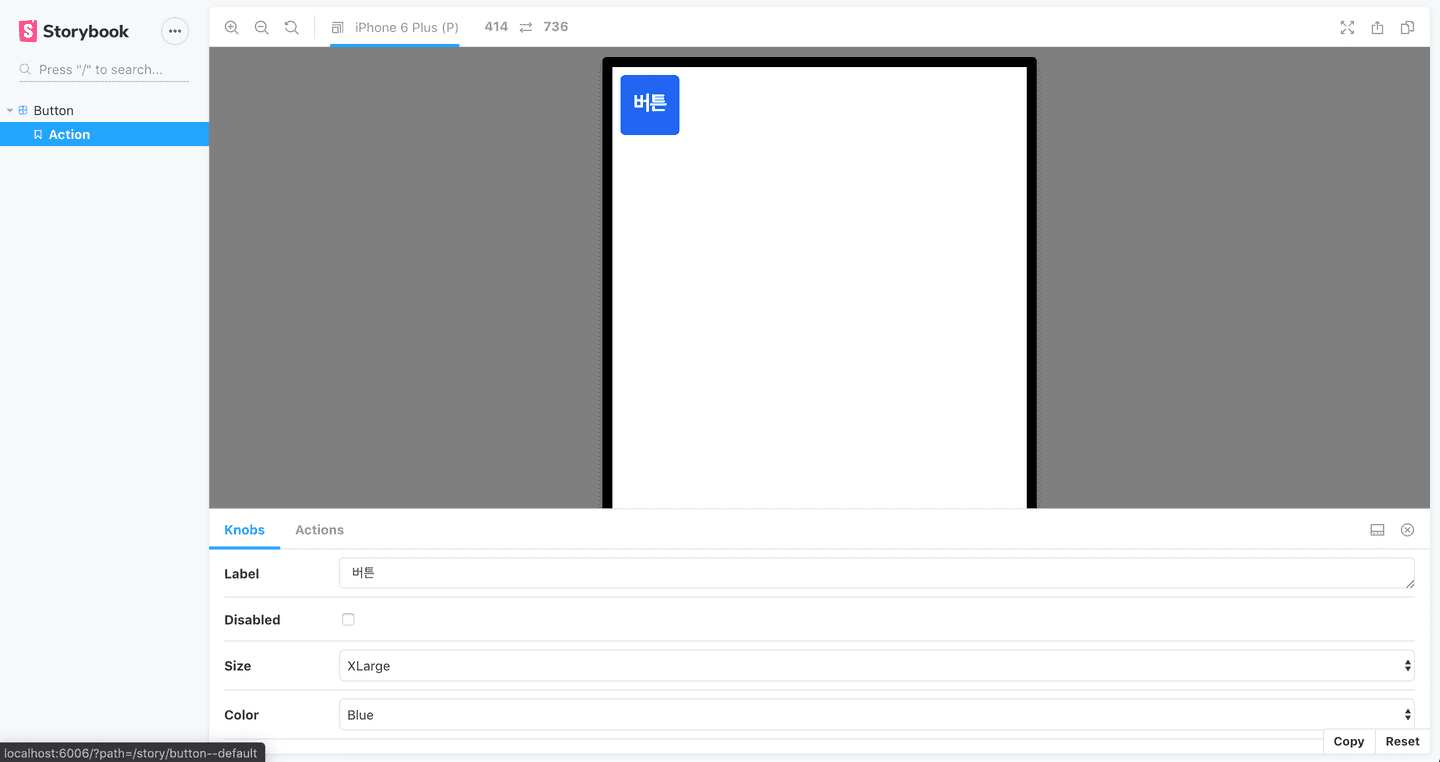 Storybook
Press "/" to search...
Button
Action
iPhone 6 Plus (P) 414 736
버튼
Knobs Actions
Label 버튼
Disabled
Size XLarge
Color Blue
Copy Reset
localhost:6006/?path=/story/button--default